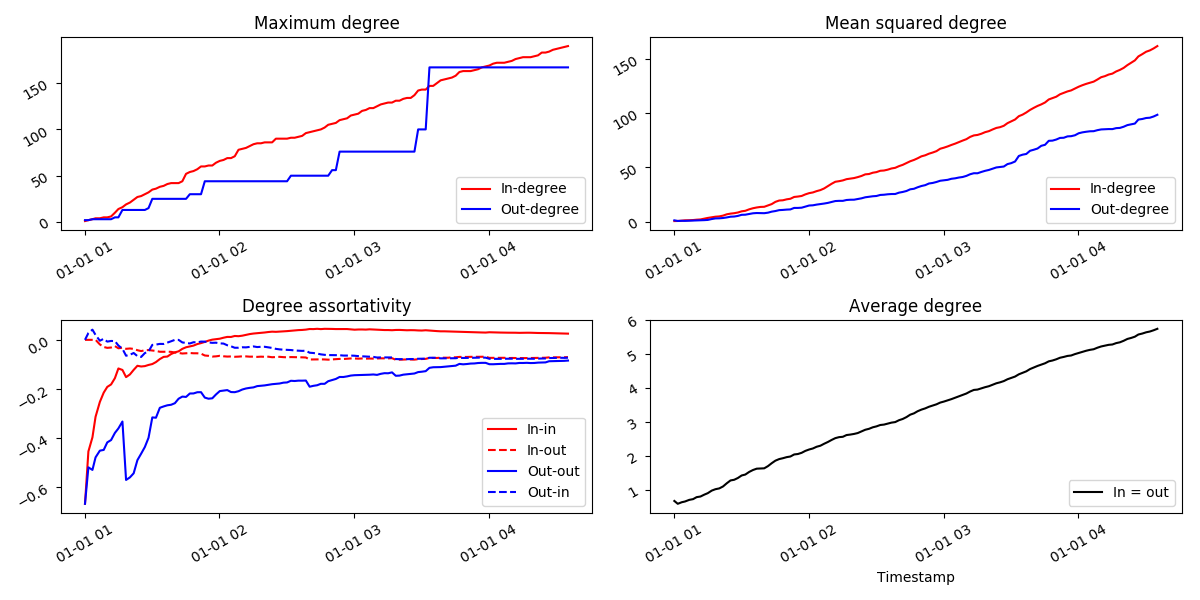 Maximum degree
150
100
50
0
In-degree
Out-degree
01-01 01
01-01 02
01-01 03
01-01 04
Mean squared degree
150
100
50
0
In-degree
Out-degree
01-01 01
01-01 02
01-01 03
01-01 04
Degree assortativity
0.0
−0.2
−0.4
−0.6
In-in
In-out
Out-out
Out-in
01-01 01
01-01 02
01-01 03
01-01 04
Average degree
6
5
4
3
2
1
In = out
01-01 01
01-01 02
01-01 03
01-01 04
Timestamp